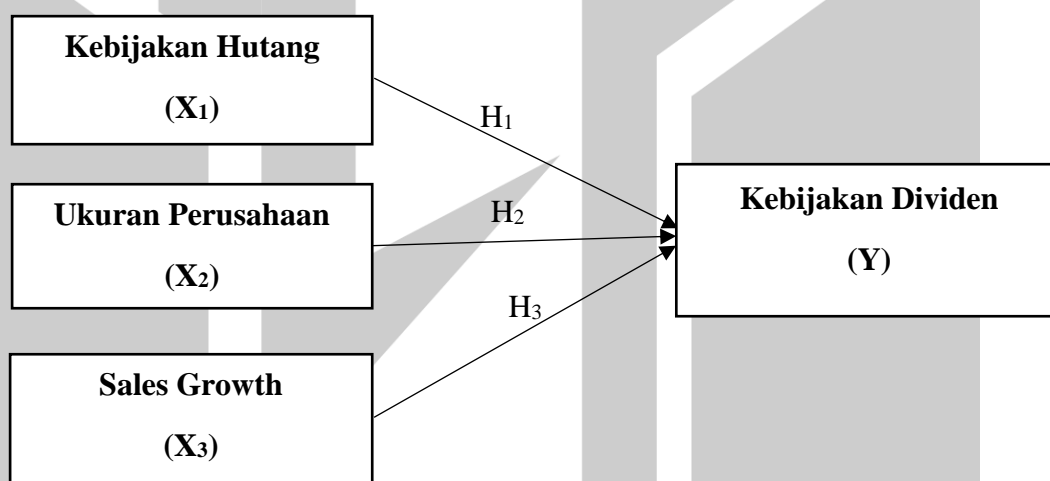 Kebijakan Hutang
(X₁)
H₁
Ukuran Perusahaan
(X₂)
H₂
Kebijakan Dividen
(Y)
H₃
Sales Growth
(X₃)